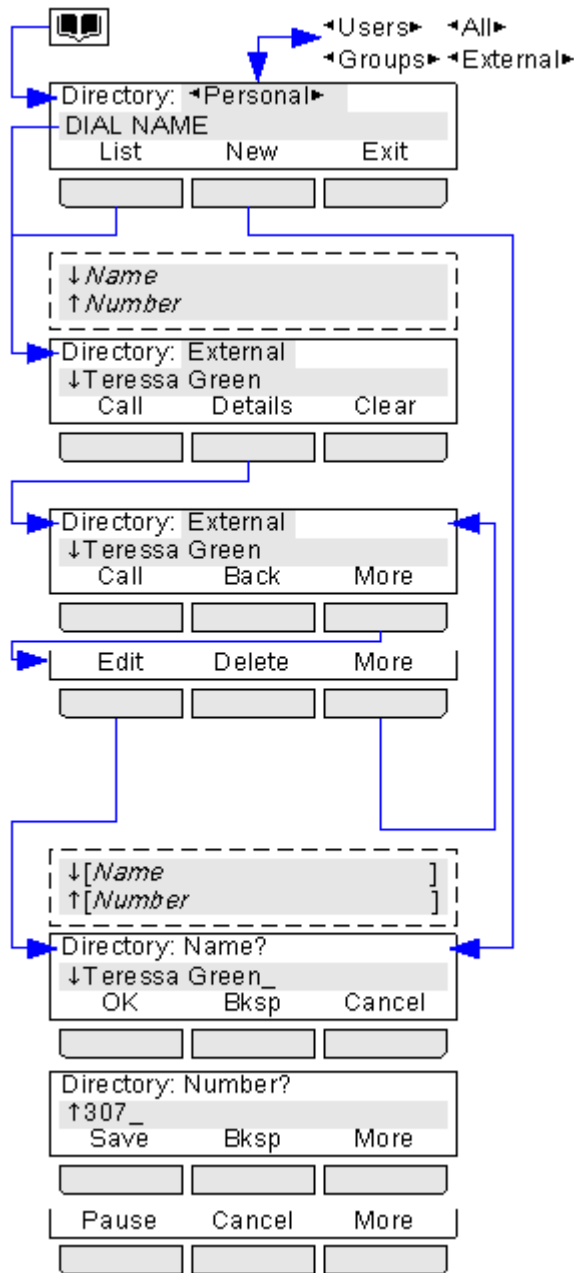 ◄Users► ◄All►
◄Groups► ◄External►
Directory: ◄Personal►
DIAL NAME
List New Exit
↓Name
↑Number
Directory: External
↓Teressa Green
Call Details Clear
Directory: External
↓Teressa Green
Call Back More
Edit Delete More
↓[Name ]
↑[Number ]
Directory: Name?
↓Teressa Green_
OK Bksp Cancel
Directory: Number?
↑307_
Save Bksp More
Pause Cancel More